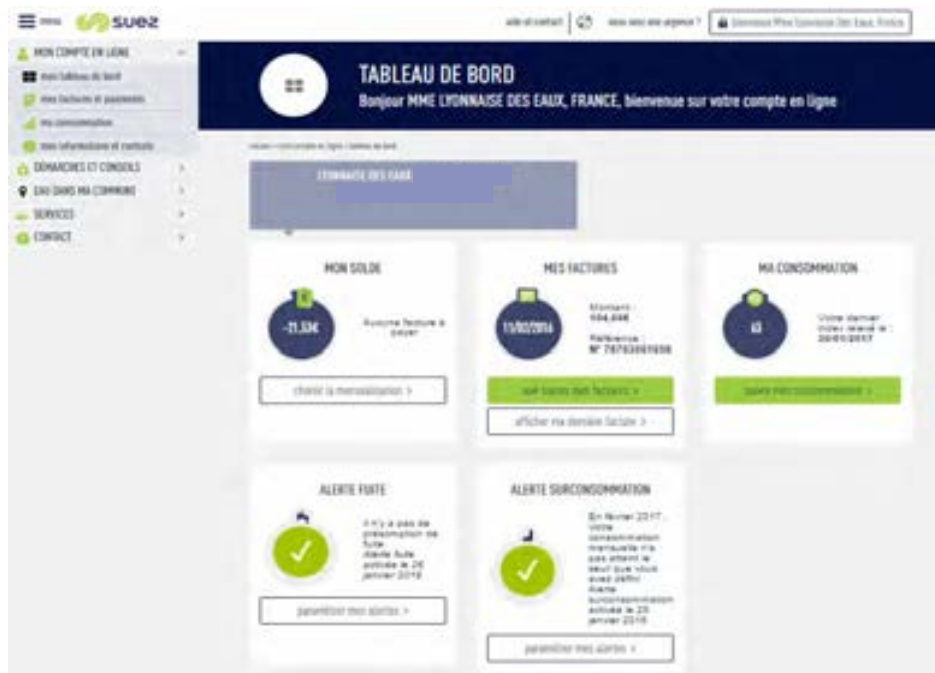 menu suez
aide et contact vous avez une urgence ?
MON COMPTE EN LIGNE
mon tableau de bord
mes factures et paiements
ma consommation
mes informations et contrats
DÉMARCHES ET CONSEILS
EAU DANS MA COMMUNE
SERVICES
CONTACT
TABLEAU DE BORD
Bonjour MME LYONNAISE DES EAUX, FRANCE, bienvenue sur votre compte en ligne
LYONNAISE DES EAUX
MON SOLDE
-21,53€
Aucune facture à
payer
choisir la mensualisation >
MES FACTURES
11/02/2016
Montant :
Référence :
voir toutes mes factures >
afficher ma dernière facture >
MA CONSOMMATION
Votre dernier
index relevé le :
ALERTE FUITE
Il n'y a pas de
présomption de
fuite
Alerte fuite
activée le 25
janvier 2016
paramétrer mes alertes >
ALERTE SURCONSOMMATION
En février 2017,
votre
consommation
mensuelle n'a
pas atteint le
seuil que vous
avez défini
Alerte
surconsommation
activée le 25
janvier 2016
paramétrer mes alertes >